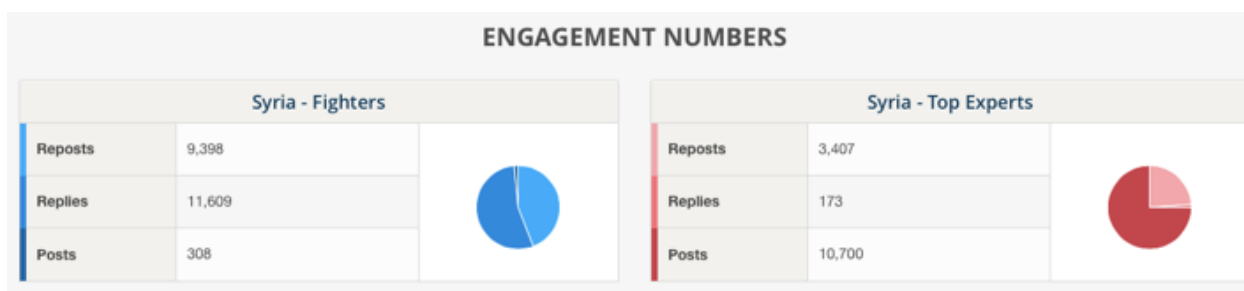 ENGAGEMENT NUMBERS
Syria - Fighters
Reposts 9,398
Replies 11,609
Posts 308
Syria - Top Experts
Reposts 3,407
Replies 173
Posts 10,700